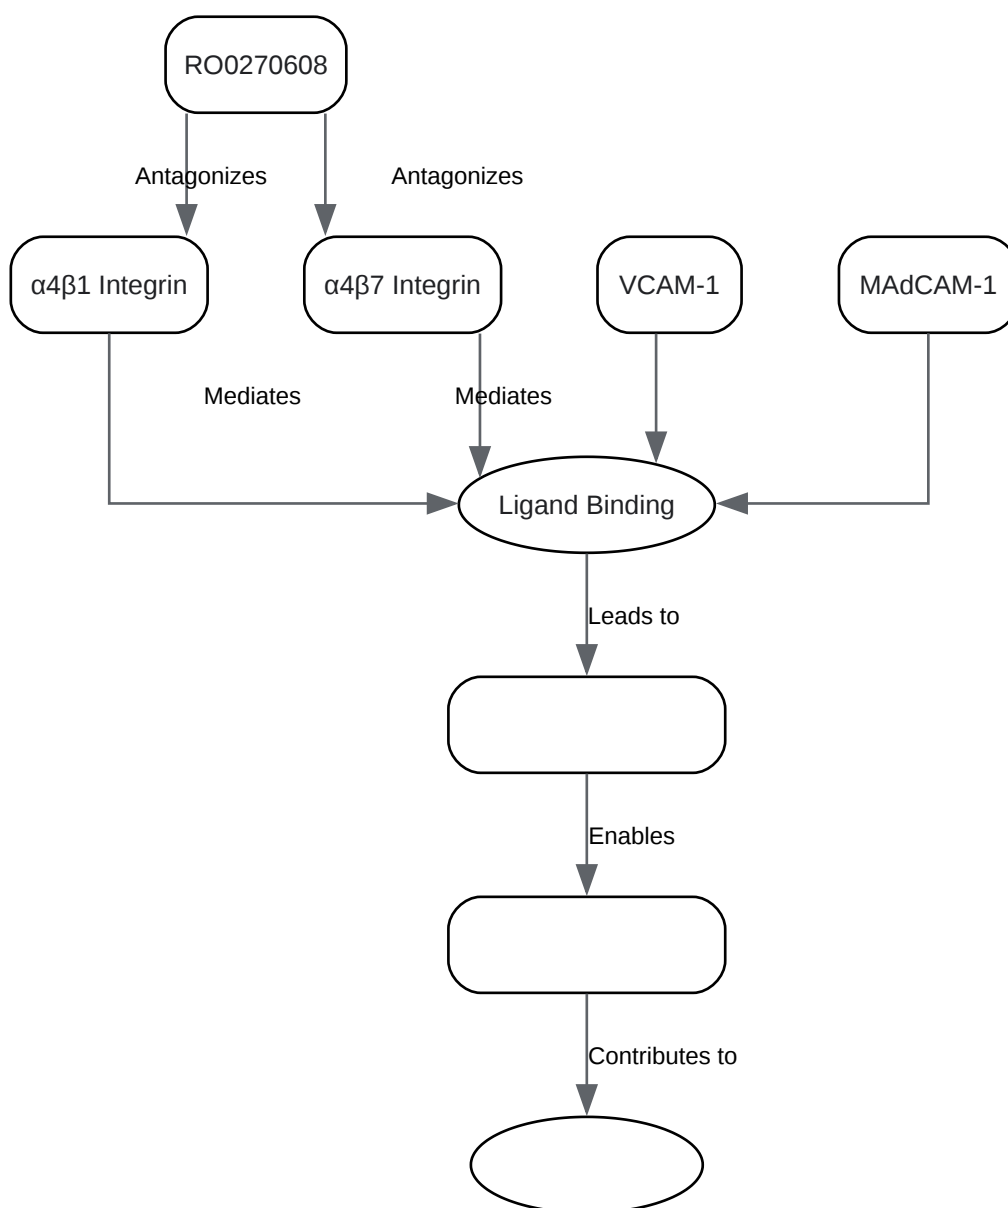 RO0270608
Antagonizes
Antagonizes
α4β1 Integrin
α4β7 Integrin
VCAM-1
MAdCAM-1
Mediates
Mediates
Ligand Binding
Leads to
Enables
Contributes to